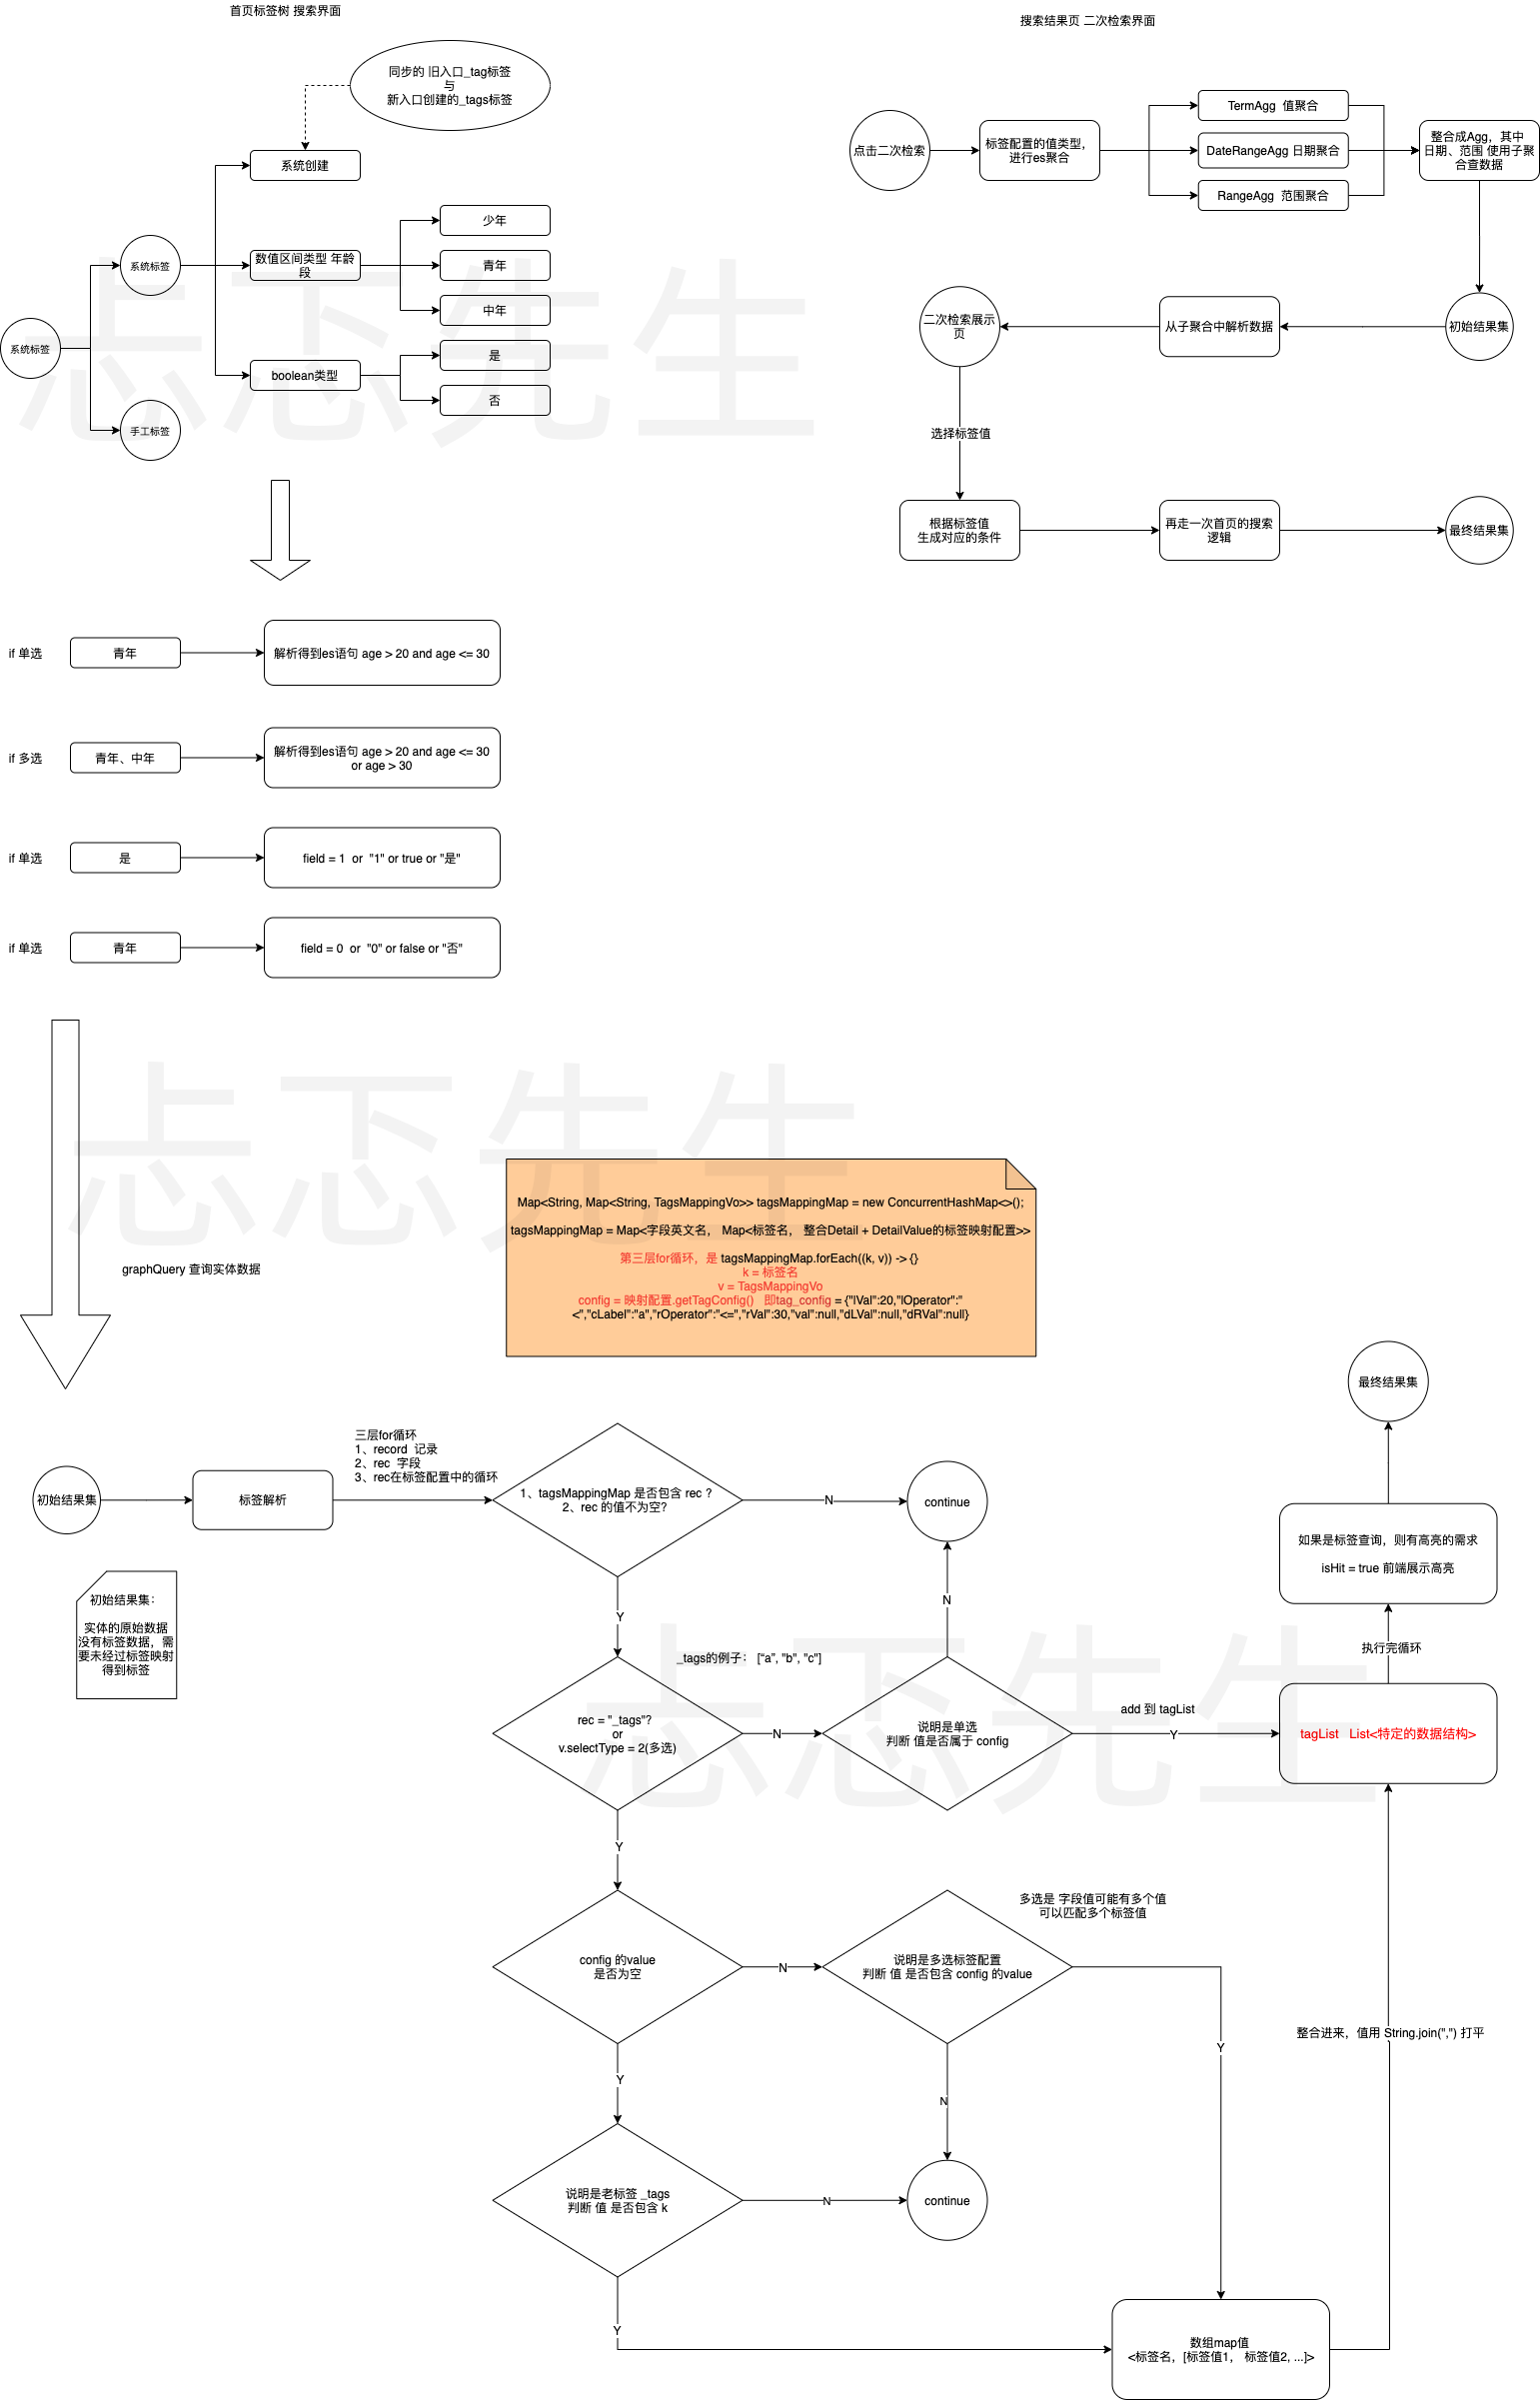 首页标签树 搜索界面
同步的 旧入口_tag标签
与
新入口创建的_tags标签
系统创建
系统标签
数值区间类型 年龄
段
少年
青年
中年
系统标签
boolean类型
是
否
手工标签
搜索结果页 二次检索界面
点击二次检索
标签配置的值类型，
进行es聚合
TermAgg 值聚合
DateRangeAgg 日期聚合
RangeAgg 范围聚合
整合成Agg，其中
日期、范围 使用子聚
合查数据
二次检索展示
页
从子聚合中解析数据
初始结果集
选择标签值
根据标签值
生成对应的条件
再走一次首页的搜索
逻辑
最终结果集
if 单选
青年
解析得到es语句 age > 20 and age <= 30
if 多选
青年、中年
解析得到es语句 age > 20 and age <= 30
or age > 30
if 单选
是
field = 1 or "1" or true or "是"
if 单选
青年
field = 0 or "0" or false or "否"
graphQuery 查询实体数据
Map<String, Map<String, TagsMappingVo>> tagsMappingMap = new ConcurrentHashMap<>();
tagsMappingMap = Map<字段英文名， Map<标签名， 整合Detail + DetailValue的标签映射配置>>
第三层for循环，是 tagsMappingMap.forEach((k, v)) -> {}
k = 标签名
v = TagsMappingVo
config = 映射配置.getTagConfig() 即tag_config = {"lVal":20,"lOperator":"
<","cLabel":"a","rOperator":"<=","rVal":30,"val":null,"dLVal":null,"dRVal":null}
最终结果集
初始结果集
标签解析
三层for循环
1、record 记录
2、rec 字段
3、rec在标签配置中的循环
1、tagsMappingMap 是否包含 rec ?
2、rec 的值不为空?
N
continue
如果是标签查询，则有高亮的需求
isHit = true 前端展示高亮
初始结果集：
实体的原始数据
没有标签数据，需
要未经过标签映射
得到标签
Y
N
执行完循环
_tags的例子： ["a", "b", "c"]
rec = "_tags"?
or
v.selectType = 2(多选)
N
说明是单选
判断 值是否属于 config
add 到 tagList
Y
tagList List<特定的数据结构>
Y
config 的value
是否为空
N
多选是 字段值可能有多个值
可以匹配多个标签值
说明是多选标签配置
判断 值 是否包含 config 的value
Y
整合进来，值用 String.join(",") 打平
Y
N
说明是老标签 _tags
判断 值 是否包含 k
N
continue
Y
数组map值
<标签名，[标签值1， 标签值2, ...]>
忐忑先生
忐忑先生
忐忑先生